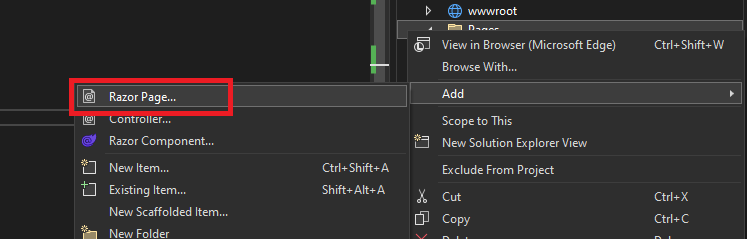 wwwroot
Pages
View in Browser (Microsoft Edge) Ctrl+Shift+W
Browse With...
Add
Scope to This
New Solution Explorer View
Exclude From Project
Cut Ctrl+X
Copy Ctrl+C
Razor Page...
Controller...
Razor Component...
New Item... Ctrl+Shift+A
Existing Item... Shift+Alt+A
New Scaffolded Item...
New Folder